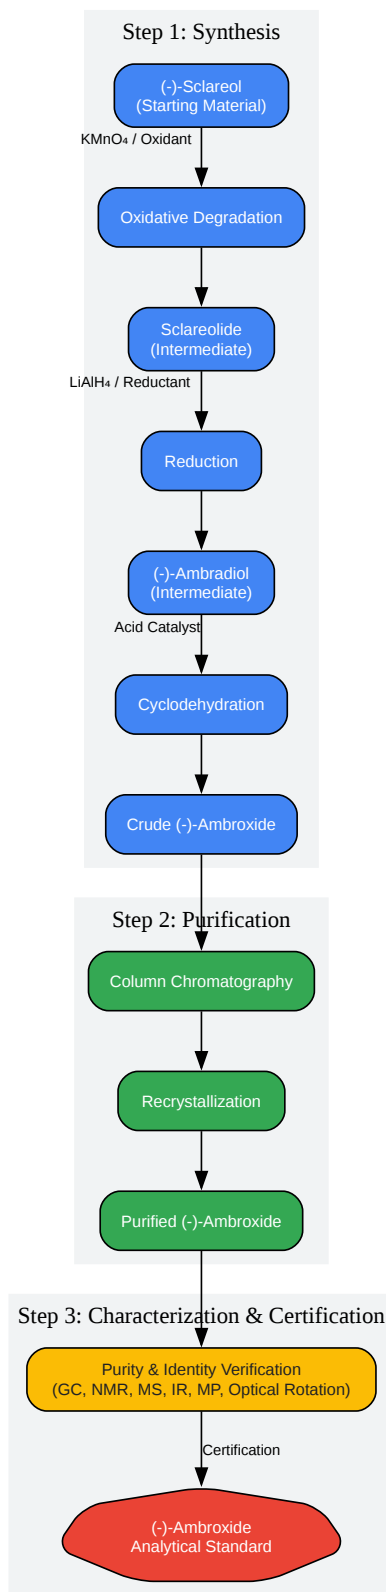 Step 1: Synthesis
(-)-Sclareol
(Starting Material)
KMnO₄ / Oxidant
Oxidative Degradation
Sclareolide
(Intermediate)
LiAlH₄ / Reductant
Reduction
(-)-Ambradiol
(Intermediate)
Acid Catalyst
Cyclodehydration
Crude (-)-Ambroxide
Step 2: Purification
Column Chromatography
Recrystallization
Purified (-)-Ambroxide
Step 3: Characterization & Certification
Purity & Identity Verification
(GC, NMR, MS, IR, MP, Optical Rotation)
Certification
(-)-Ambroxide
Analytical Standard